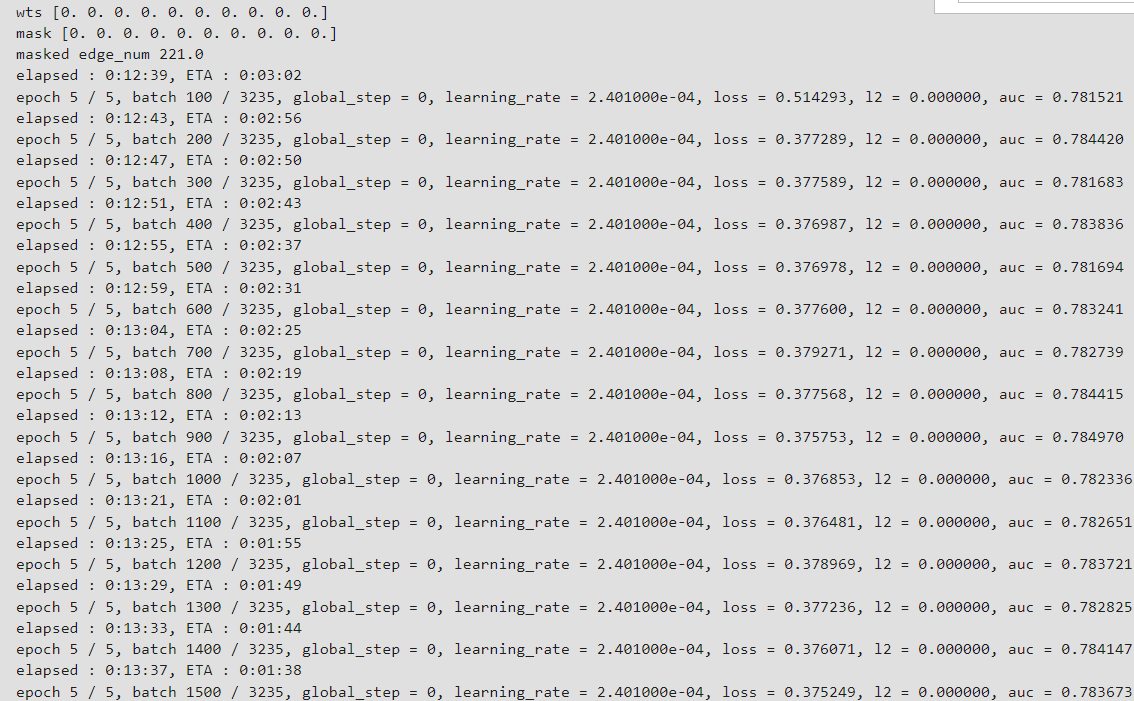 wts [0. 0. 0. 0. 0. 0. 0. 0. 0. 0.]
mask [0. 0. 0. 0. 0. 0. 0. 0. 0. 0.]
masked edge_num 221.0
elapsed : 0:12:39, ETA : 0:03:02
epoch 5 / 5, batch 100 / 3235, global_step = 0, learning_rate = 2.401000e-04, loss = 0.514293, l2 = 0.000000, auc = 0.781521
elapsed : 0:12:43, ETA : 0:02:56
epoch 5 / 5, batch 200 / 3235, global_step = 0, learning_rate = 2.401000e-04, loss = 0.377289, l2 = 0.000000, auc = 0.784420
elapsed : 0:12:47, ETA : 0:02:50
epoch 5 / 5, batch 300 / 3235, global_step = 0, learning_rate = 2.401000e-04, loss = 0.377589, l2 = 0.000000, auc = 0.781683
elapsed : 0:12:51, ETA : 0:02:43
epoch 5 / 5, batch 400 / 3235, global_step = 0, learning_rate = 2.401000e-04, loss = 0.376987, l2 = 0.000000, auc = 0.783836
elapsed : 0:12:55, ETA : 0:02:37
epoch 5 / 5, batch 500 / 3235, global_step = 0, learning_rate = 2.401000e-04, loss = 0.376978, l2 = 0.000000, auc = 0.781694
elapsed : 0:12:59, ETA : 0:02:31
epoch 5 / 5, batch 600 / 3235, global_step = 0, learning_rate = 2.401000e-04, loss = 0.377600, l2 = 0.000000, auc = 0.783241
elapsed : 0:13:04, ETA : 0:02:25
epoch 5 / 5, batch 700 / 3235, global_step = 0, learning_rate = 2.401000e-04, loss = 0.379271, l2 = 0.000000, auc = 0.782739
elapsed : 0:13:08, ETA : 0:02:19
epoch 5 / 5, batch 800 / 3235, global_step = 0, learning_rate = 2.401000e-04, loss = 0.377568, l2 = 0.000000, auc = 0.784415
elapsed : 0:13:12, ETA : 0:02:13
epoch 5 / 5, batch 900 / 3235, global_step = 0, learning_rate = 2.401000e-04, loss = 0.375753, l2 = 0.000000, auc = 0.784970
elapsed : 0:13:16, ETA : 0:02:07
epoch 5 / 5, batch 1000 / 3235, global_step = 0, learning_rate = 2.401000e-04, loss = 0.376853, l2 = 0.000000, auc = 0.782336
elapsed : 0:13:21, ETA : 0:02:01
epoch 5 / 5, batch 1100 / 3235, global_step = 0, learning_rate = 2.401000e-04, loss = 0.376481, l2 = 0.000000, auc = 0.782651
elapsed : 0:13:25, ETA : 0:01:55
epoch 5 / 5, batch 1200 / 3235, global_step = 0, learning_rate = 2.401000e-04, loss = 0.378969, l2 = 0.000000, auc = 0.783721
elapsed : 0:13:29, ETA : 0:01:49
epoch 5 / 5, batch 1300 / 3235, global_step = 0, learning_rate = 2.401000e-04, loss = 0.377236, l2 = 0.000000, auc = 0.782825
elapsed : 0:13:33, ETA : 0:01:44
epoch 5 / 5, batch 1400 / 3235, global_step = 0, learning_rate = 2.401000e-04, loss = 0.376071, l2 = 0.000000, auc = 0.784147
elapsed : 0:13:37, ETA : 0:01:38
epoch 5 / 5, batch 1500 / 3235, global_step = 0, learning_rate = 2.401000e-04, loss = 0.375249, l2 = 0.000000, auc = 0.783673